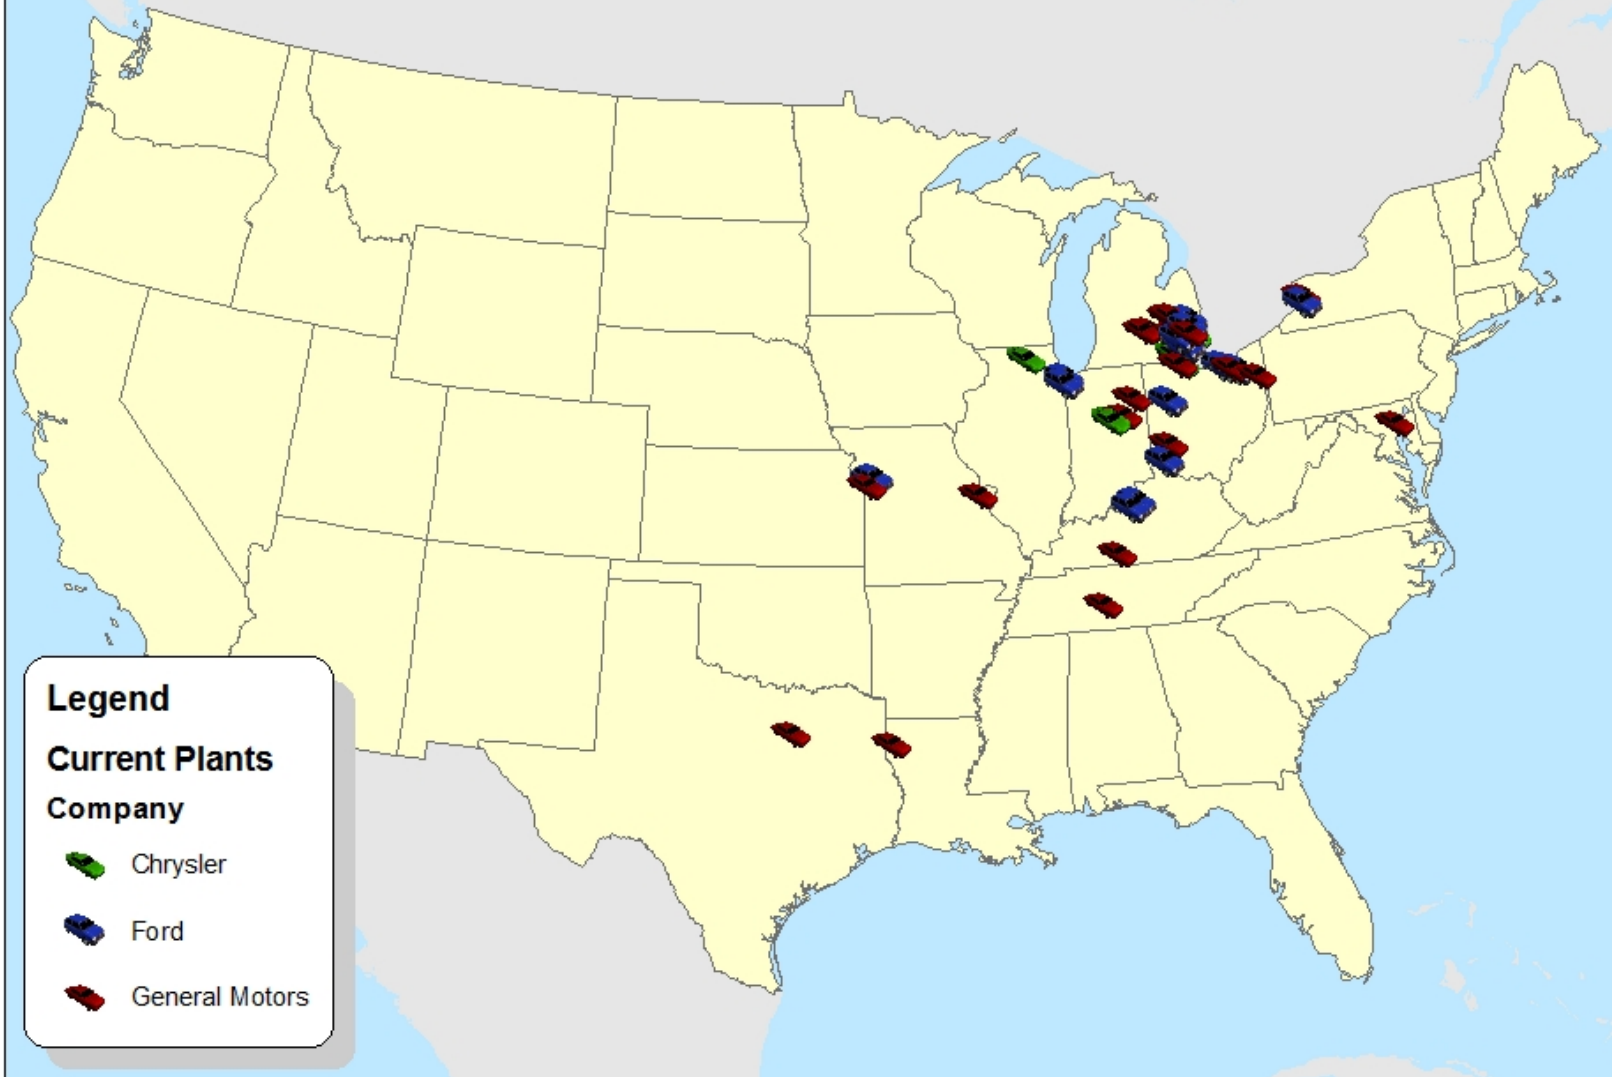 Legend
Current Plants
Company
Chrysler
Ford
General Motors